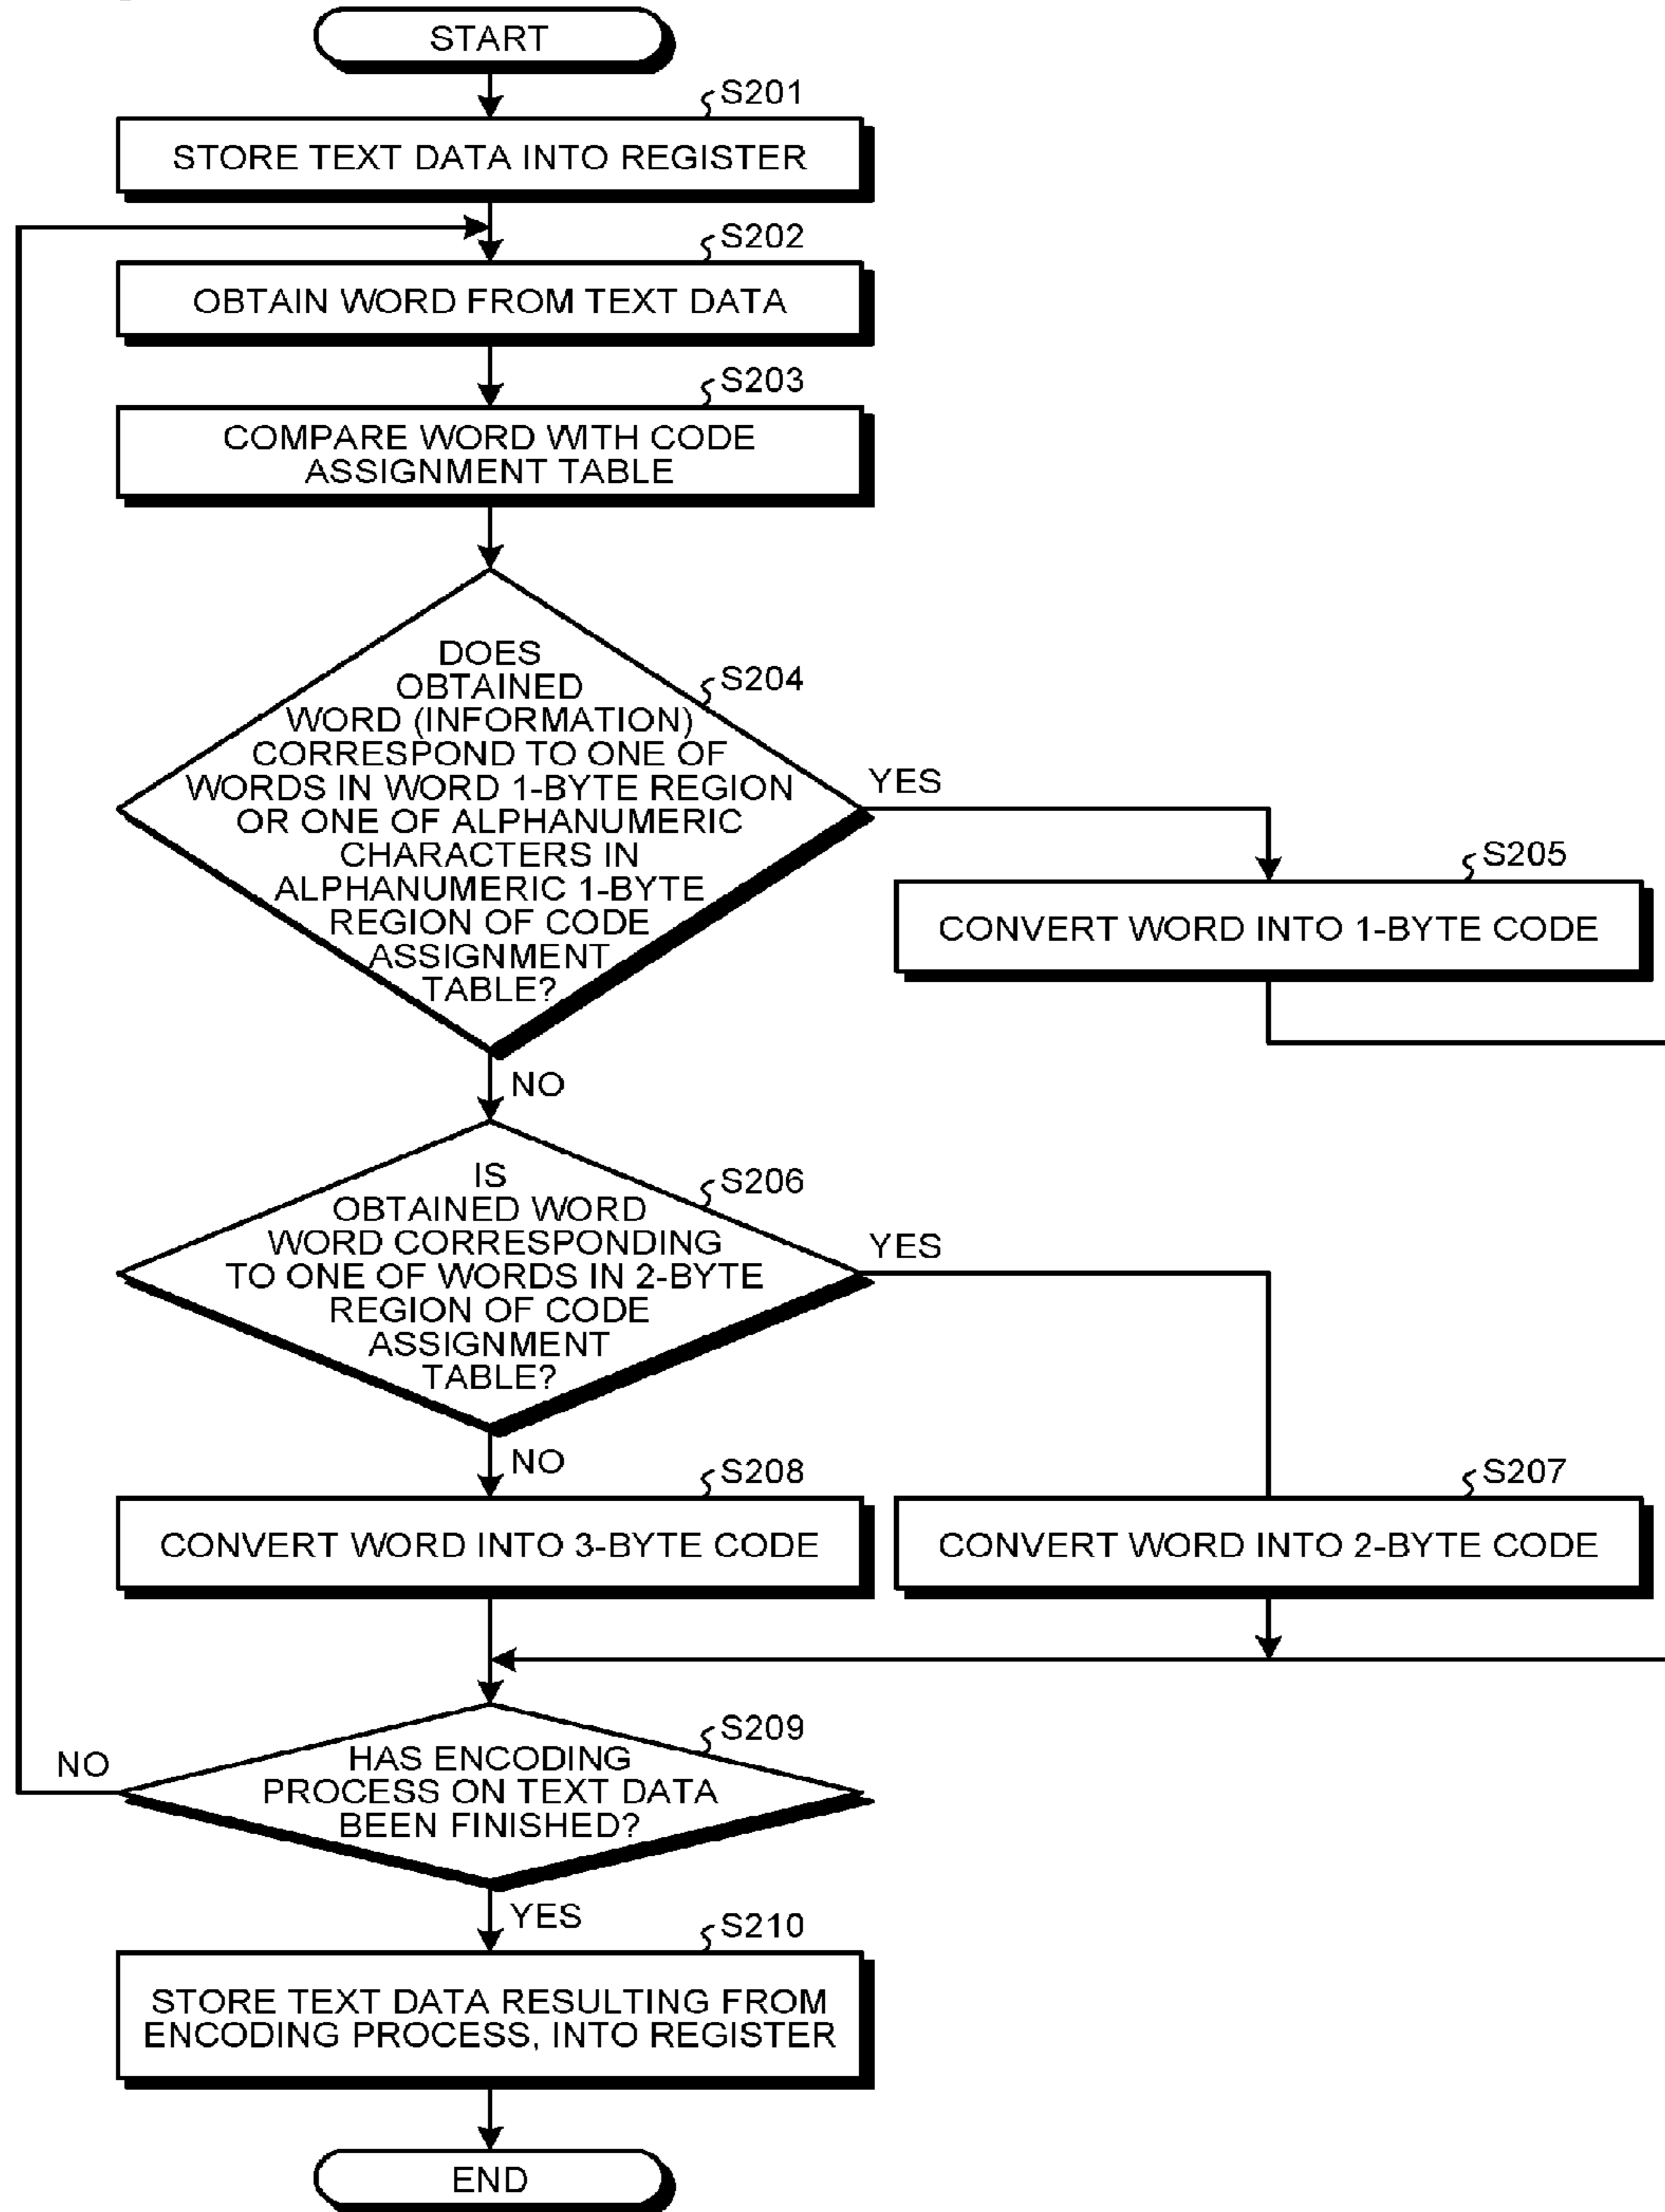 START
S201
STORE TEXT DATA INTO REGISTER
S202
OBTAIN WORD FROM TEXT DATA
S203
COMPARE WORD WITH CODE
ASSIGNMENT TABLE
S204
DOES
OBTAINED
WORD (INFORMATION)
CORRESPOND TO ONE OF
WORDS IN WORD 1-BYTE REGION
OR ONE OF ALPHANUMERIC
CHARACTERS IN
ALPHANUMERIC 1-BYTE
REGION OF CODE
ASSIGNMENT
TABLE?
YES
S205
CONVERT WORD INTO 1-BYTE CODE
NO
S206
IS
OBTAINED WORD
WORD CORRESPONDING
TO ONE OF WORDS IN 2-BYTE
REGION OF CODE
ASSIGNMENT
TABLE?
YES
NO
S208
CONVERT WORD INTO 3-BYTE CODE
S207
CONVERT WORD INTO 2-BYTE CODE
S209
HAS ENCODING
PROCESS ON TEXT DATA
BEEN FINISHED?
NO
YES
S210
STORE TEXT DATA RESULTING FROM
ENCODING PROCESS, INTO REGISTER
END